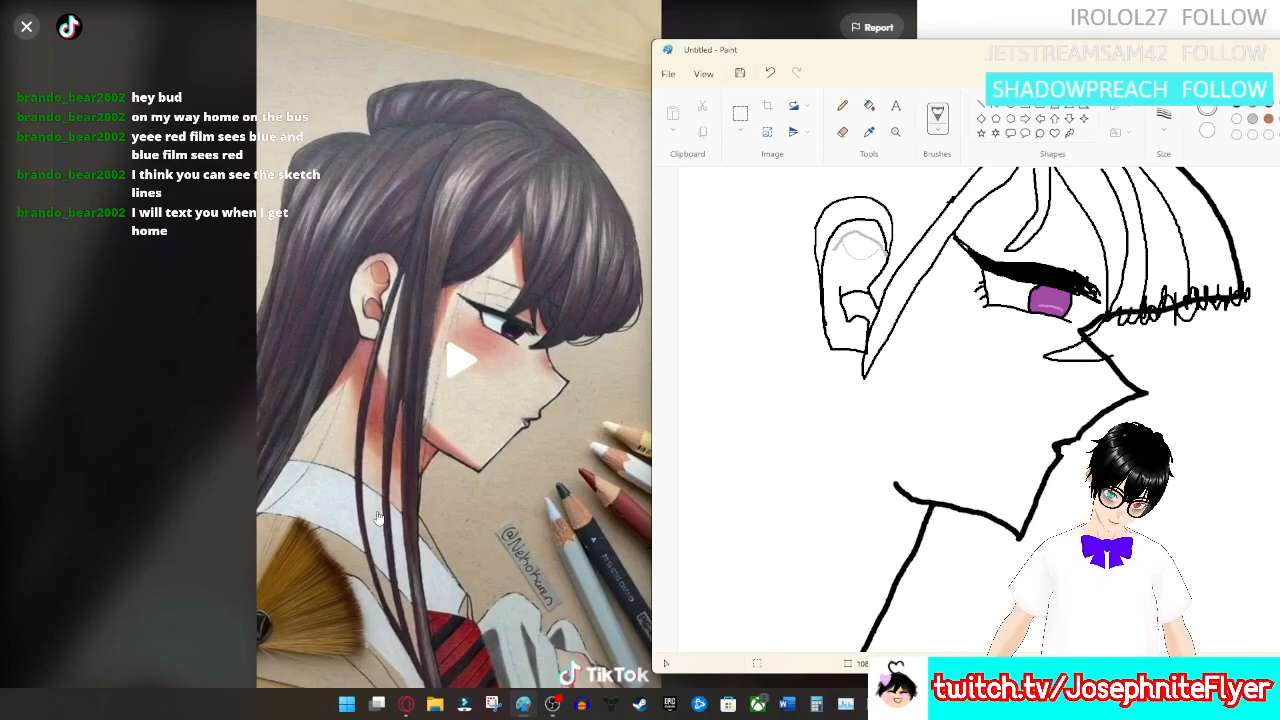 IROLOL27 FOLLOW
Report
Untitled - Paint
JETSTREAMSAM42 FOLLOW
File
View
SHADOWPREACH FOLLOW
brando_bear2002 hey bud
brando_bear2002 on my way home on the bus
brando_bear2002 yeee red film sees blue and
blue film sees red
brando_bear2002 I think you can see the sketch
lines
brando_bear2002 I will text you when I get
home
Clipboard
Image
Tools
Brushes
Shapes
Size
@Nekokaren
TikTok
108
twitch.tv/JosephniteFlyer